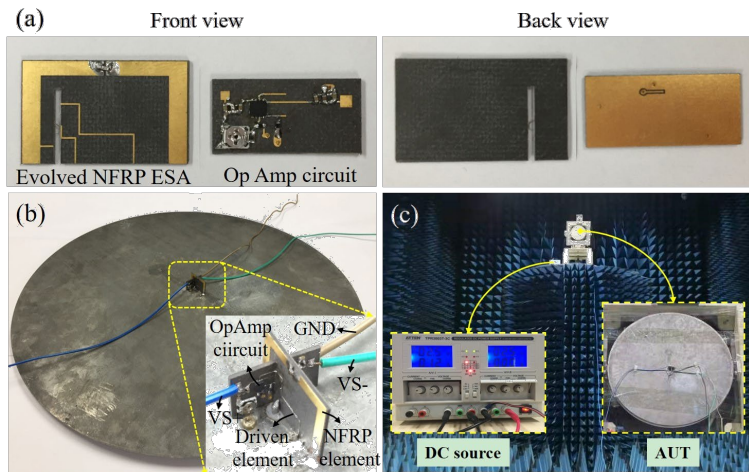 (a)
Front view
Back view
Evolved NFRP ESA
Op Amp circuit
(b)
OpAmp
ciircuit
GND
VS
VS-
Driven
element
NFRP
element
(c)
DC source
AUT